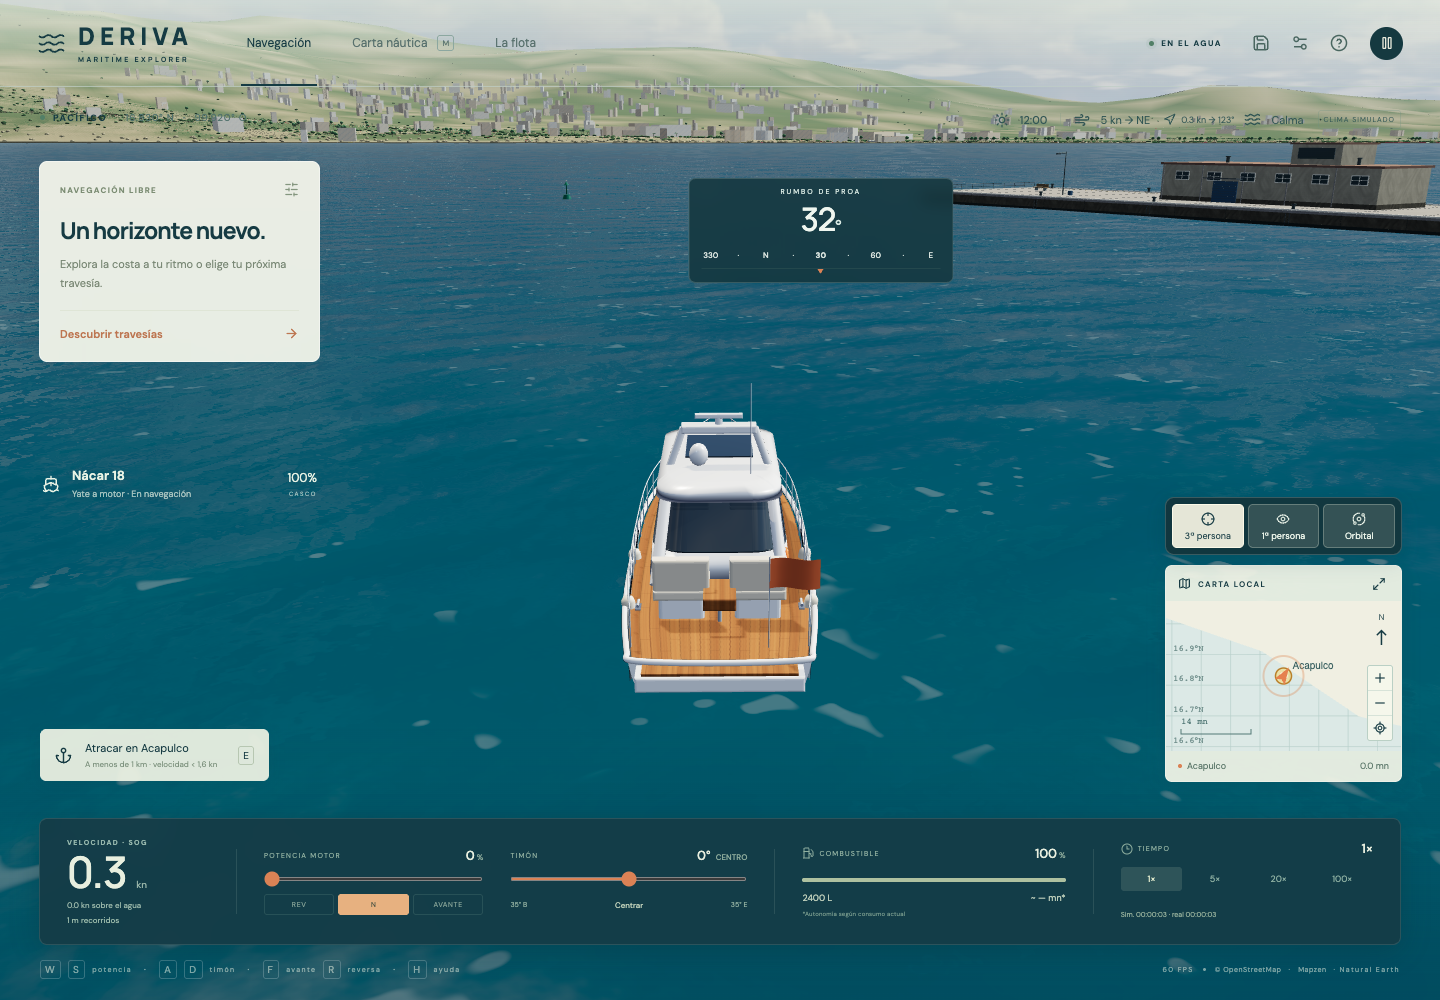 DERIVA
MARITIME EXPLORER
Navegación
Carta náutica M
La flota
EN EL AGUA
PACÍFICO
12:00
5 kn → NE
0.3 kn → 123°
Calma
CLIMA SIMULADO
NAVEGACIÓN LIBRE
Un horizonte nuevo.
Explora la costa a tu ritmo o elige tu próxima
travesía.
Descubrir travesías →
RUMBO DE PROA
32°
330 · N · 30 · 60 · E
Nácar 18
Yate a motor · En navegación
100%
CASCO
3ª persona
1ª persona
Orbital
CARTA LOCAL
N
16.9°N
16.8°N
16.7°N
16.6°N
14 mn
Acapulco
+
−
Acapulco
0.0 mn
Atracar en Acapulco
A menos de 1 km · velocidad < 1,6 kn
E
VELOCIDAD · SOG
0.3 kn
0.0 kn sobre el agua
1 m recorridos
POTENCIA MOTOR 0 %
REV N AVANTE
TIMÓN 0° CENTRO
35° B Centrar 35° E
COMBUSTIBLE 100 %
2400 L ~ — mn*
*Autonomía según consumo actual
TIEMPO 1×
1× 5× 20× 100×
Sim. 00:00:03 · real 00:00:03
W S potencia · A D timón · F avante R reversa · H ayuda
60 FPS • © OpenStreetMap · Mapzen · Natural Earth